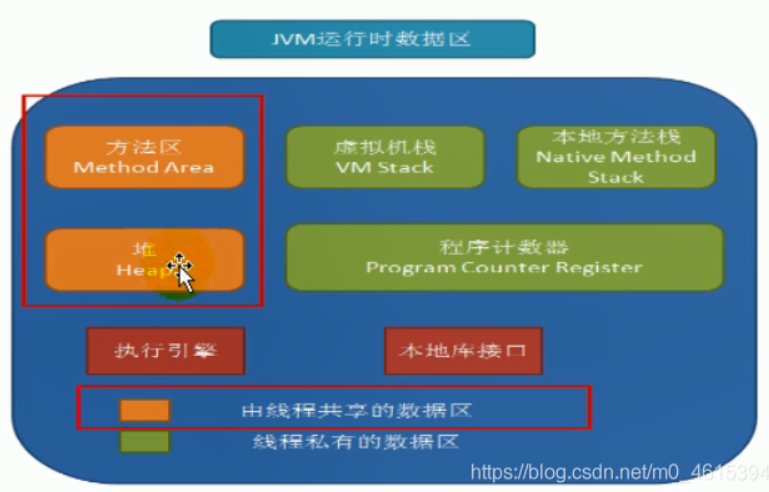 JVM运行时数据区
方法区
Method Area
虚拟机栈
VM Stack
本地方法栈
Native Method
Stack
堆
Heap
程序计数器
Program Counter Register
执行引擎
本地库接口
由线程共享的数据区
线程私有的数据区
https://blog.csdn.net/m0_4615394